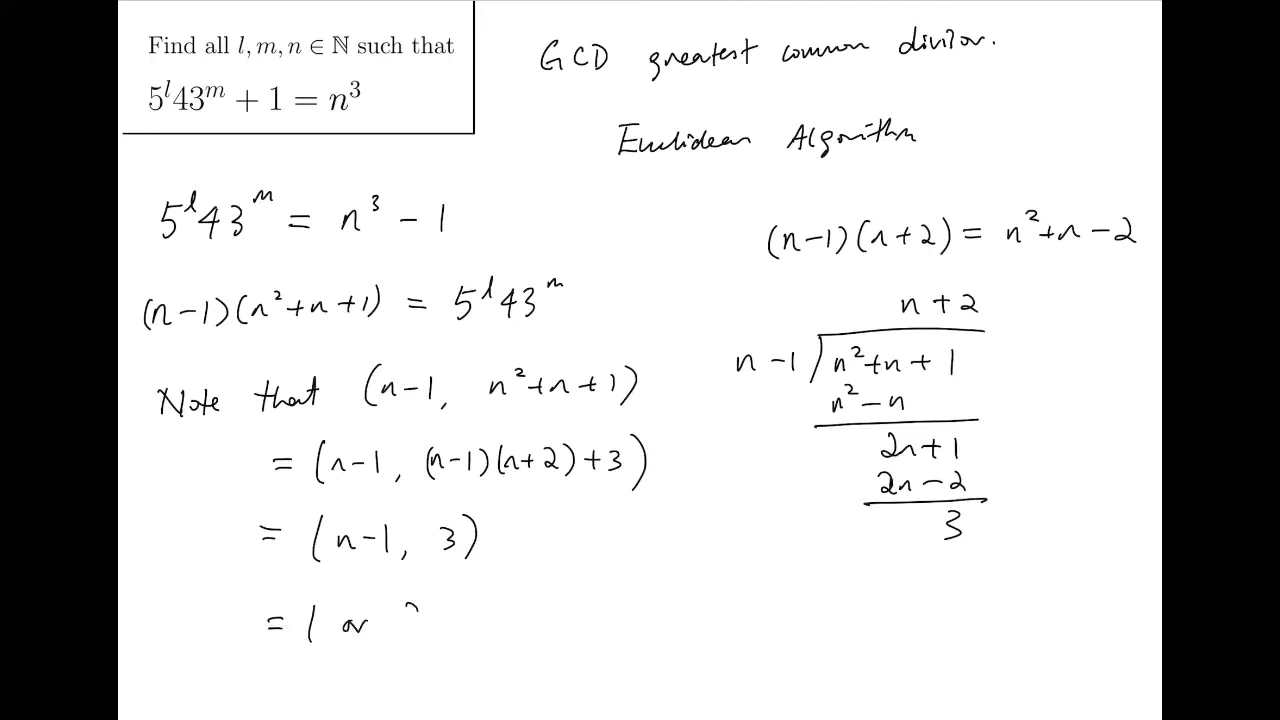 Find all l, m, n ∈ ℕ such that
5^l 43^m + 1 = n^3
GCD greatest common divisor.
Euclidean Algorithm
5^l 43^m = n^3 - 1
(n-1)(n^2+n+1) = 5^l 43^m
Note that (n-1, n^2+n+1)
= (n-1, (n-1)(n+2)+3)
= (n-1, 3)
= 1 or
(n-1)(n+2) = n^2+n-2
n+2
n-1 ) n^2+n+1
n^2-n
2n+1
2n-2
3